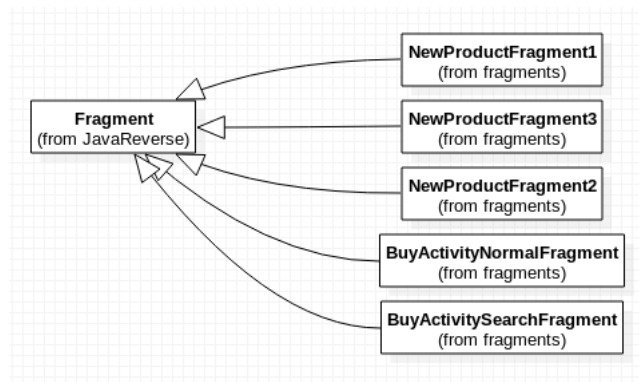 NewProductFragment1
(from fragments)
Fragment
(from JavaReverse)
NewProductFragment3
(from fragments)
NewProductFragment2
(from fragments)
BuyActivityNormalFragment
(from fragments)
BuyActivitySearchFragment
(from fragments)